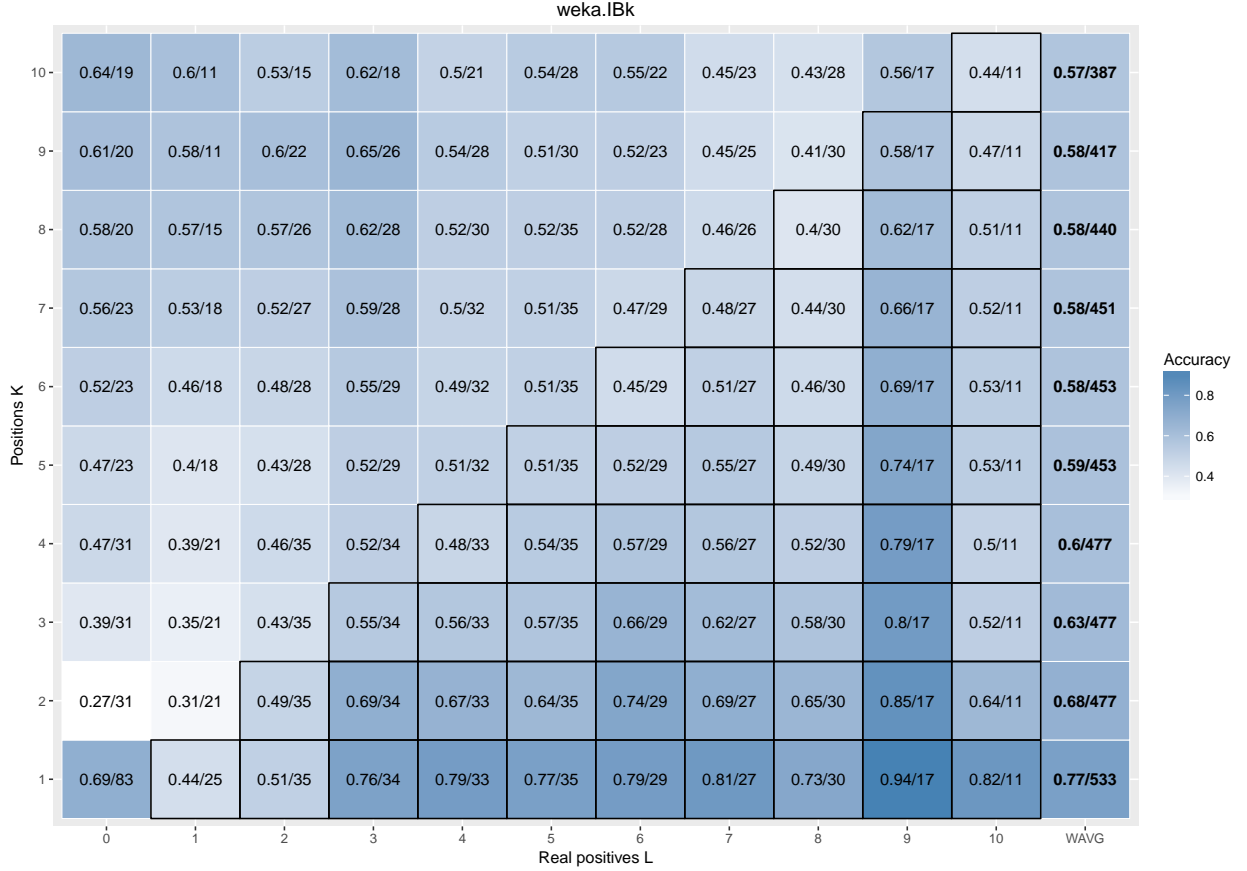 weka.IBk
10 0.64/19 0.6/11 0.53/15 0.62/18 0.5/21 0.54/28 0.55/22 0.45/23 0.43/28 0.56/17 0.44/11 0.57/387
9 0.61/20 0.58/11 0.6/22 0.65/26 0.54/28 0.51/30 0.52/23 0.45/25 0.41/30 0.58/17 0.47/11 0.58/417
8 0.58/20 0.57/15 0.57/26 0.62/28 0.52/30 0.52/35 0.52/28 0.46/26 0.4/30 0.62/17 0.51/11 0.58/440
7 0.56/23 0.53/18 0.52/27 0.59/28 0.5/32 0.51/35 0.47/29 0.48/27 0.44/30 0.66/17 0.52/11 0.58/451
6 0.52/23 0.46/18 0.48/28 0.55/29 0.49/32 0.51/35 0.45/29 0.51/27 0.46/30 0.69/17 0.53/11 0.58/453
5 0.47/23 0.4/18 0.43/28 0.52/29 0.51/32 0.51/35 0.52/29 0.55/27 0.49/30 0.74/17 0.53/11 0.59/453
4 0.47/31 0.39/21 0.46/35 0.52/34 0.48/33 0.54/35 0.57/29 0.56/27 0.52/30 0.79/17 0.5/11 0.6/477
3 0.39/31 0.35/21 0.43/35 0.55/34 0.56/33 0.57/35 0.66/29 0.62/27 0.58/30 0.8/17 0.52/11 0.63/477
2 0.27/31 0.31/21 0.49/35 0.69/34 0.67/33 0.64/35 0.74/29 0.69/27 0.65/30 0.85/17 0.64/11 0.68/477
1 0.69/83 0.44/25 0.51/35 0.76/34 0.79/33 0.77/35 0.79/29 0.81/27 0.73/30 0.94/17 0.82/11 0.77/533
0 1 2 3 4 5 6 7 8 9 10 WAVG
Real positives L
Positions K
Accuracy
0.8
0.6
0.4